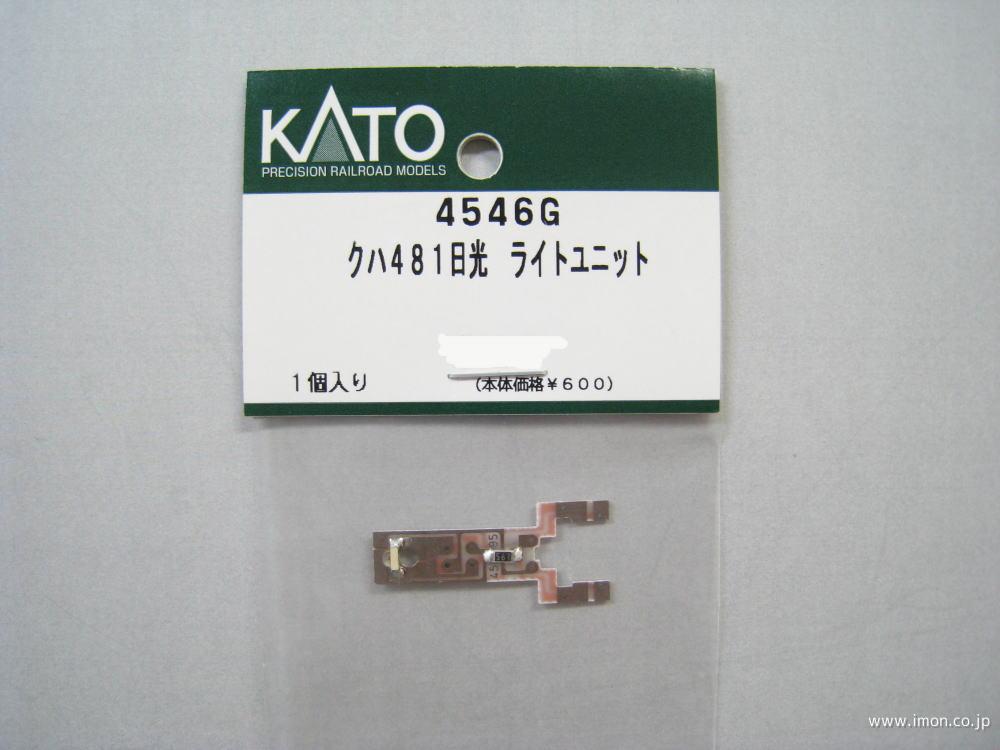 KATO
PRECISION RAILROAD MODELS
4546G
クハ481日光 ライトユニット
1個入り (本体価格¥600)
561
www.imon.co.jp